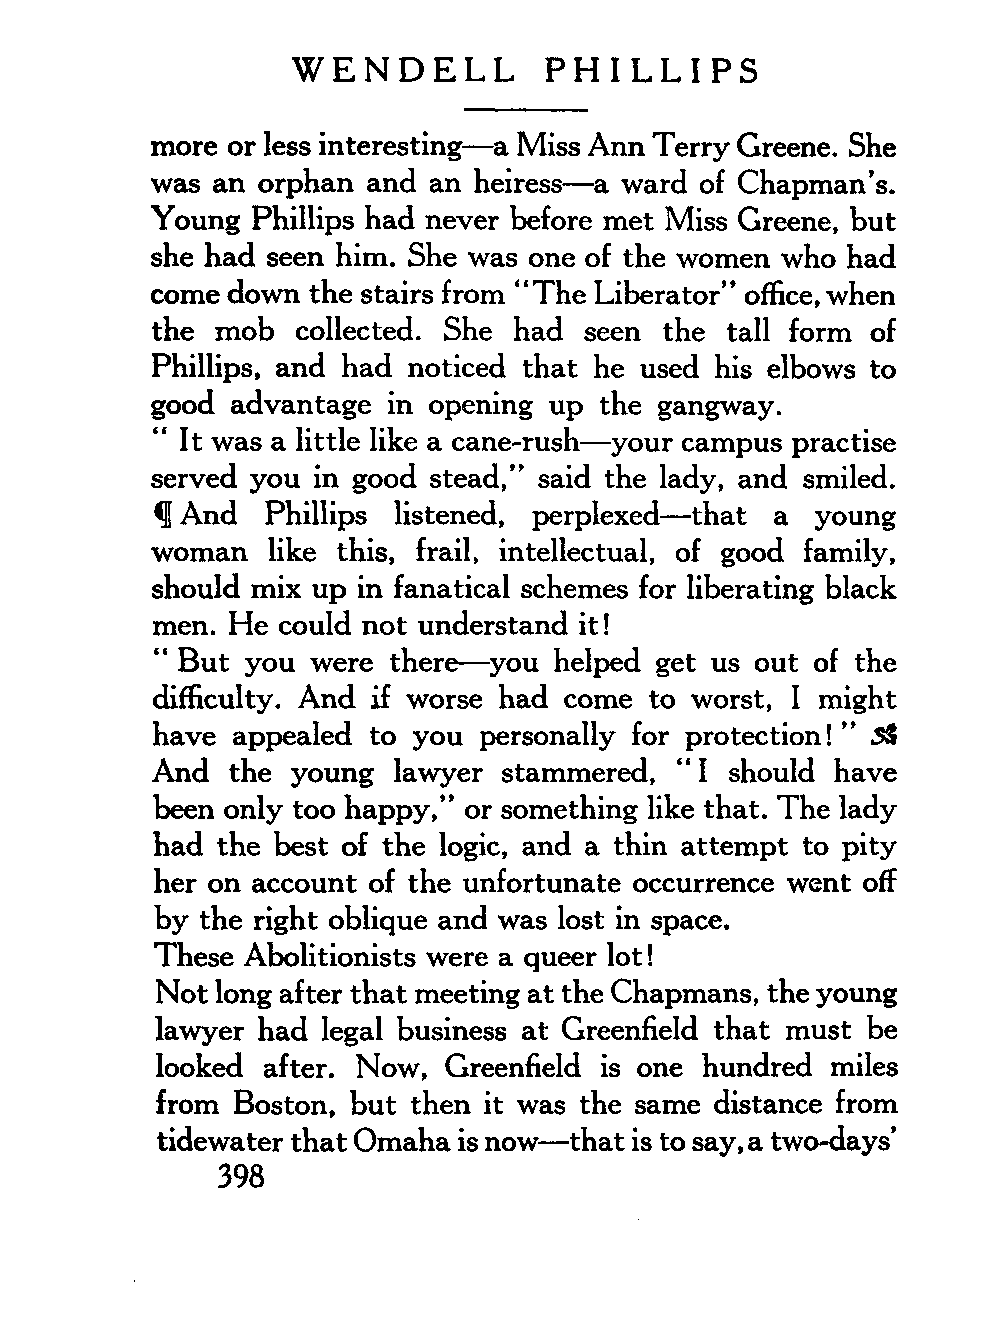 WENDELL PHILLIPS
more or less interesting—a Miss Ann Terry Greene. She
was an orphan and an heiress—a ward of Chapman's.
Young Phillips had never before met Miss Greene, but
she had seen him. She was one of the women who had
come down the stairs from "The Liberator" office, when
the mob collected. She had seen the tall form of
Phillips, and had noticed that he used his elbows to
good advantage in opening up the gangway.
" It was a little like a cane-rush—your campus practise
served you in good stead," said the lady, and smiled.
¶ And Phillips listened, perplexed—that a young
woman like this, frail, intellectual, of good family,
should mix up in fanatical schemes for liberating black
men. He could not understand it!
" But you were there—you helped get us out of the
difficulty. And if worse had come to worst, I might
have appealed to you personally for protection! "
And the young lawyer stammered, "I should have
been only too happy," or something like that. The lady
had the best of the logic, and a thin attempt to pity
her on account of the unfortunate occurrence went off
by the right oblique and was lost in space.
These Abolitionists were a queer lot!
Not long after that meeting at the Chapmans, the young
lawyer had legal business at Greenfield that must be
looked after. Now, Greenfield is one hundred miles
from Boston, but then it was the same distance from
tidewater that Omaha is now—that is to say, a two-days'
398